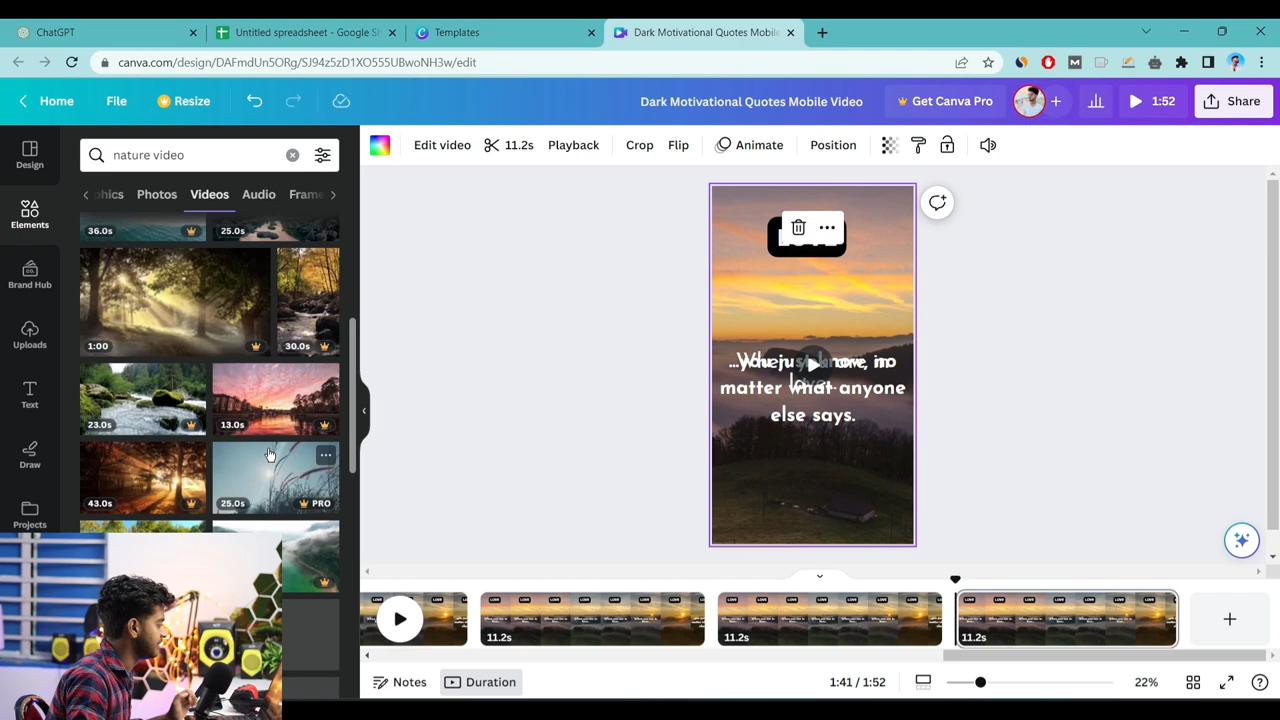 ChatGPT
Untitled spreadsheet - Google Sh
Templates
Dark Motivational Quotes Mobile
canva.com/design/DAFmdUn5ORg/SJ94z5zD1XO555UBwoNH3w/edit
Home
File
Resize
Dark Motivational Quotes Mobile Video
Get Canva Pro
1:52
Share
Design
nature video
Edit video
11.2s
Playback
Crop
Flip
Animate
Position
phics
Photos
Videos
Audio
Frame
Elements
36.0s
25.0s
Brand Hub
1:00
30.0s
Uploads
matter what anyone
else says.
Text
23.0s
13.0s
Draw
43.0s
25.0s
PRO
Projects
11.2s
11.2s
11.2s
Notes
Duration
1:41 / 1:52
22%